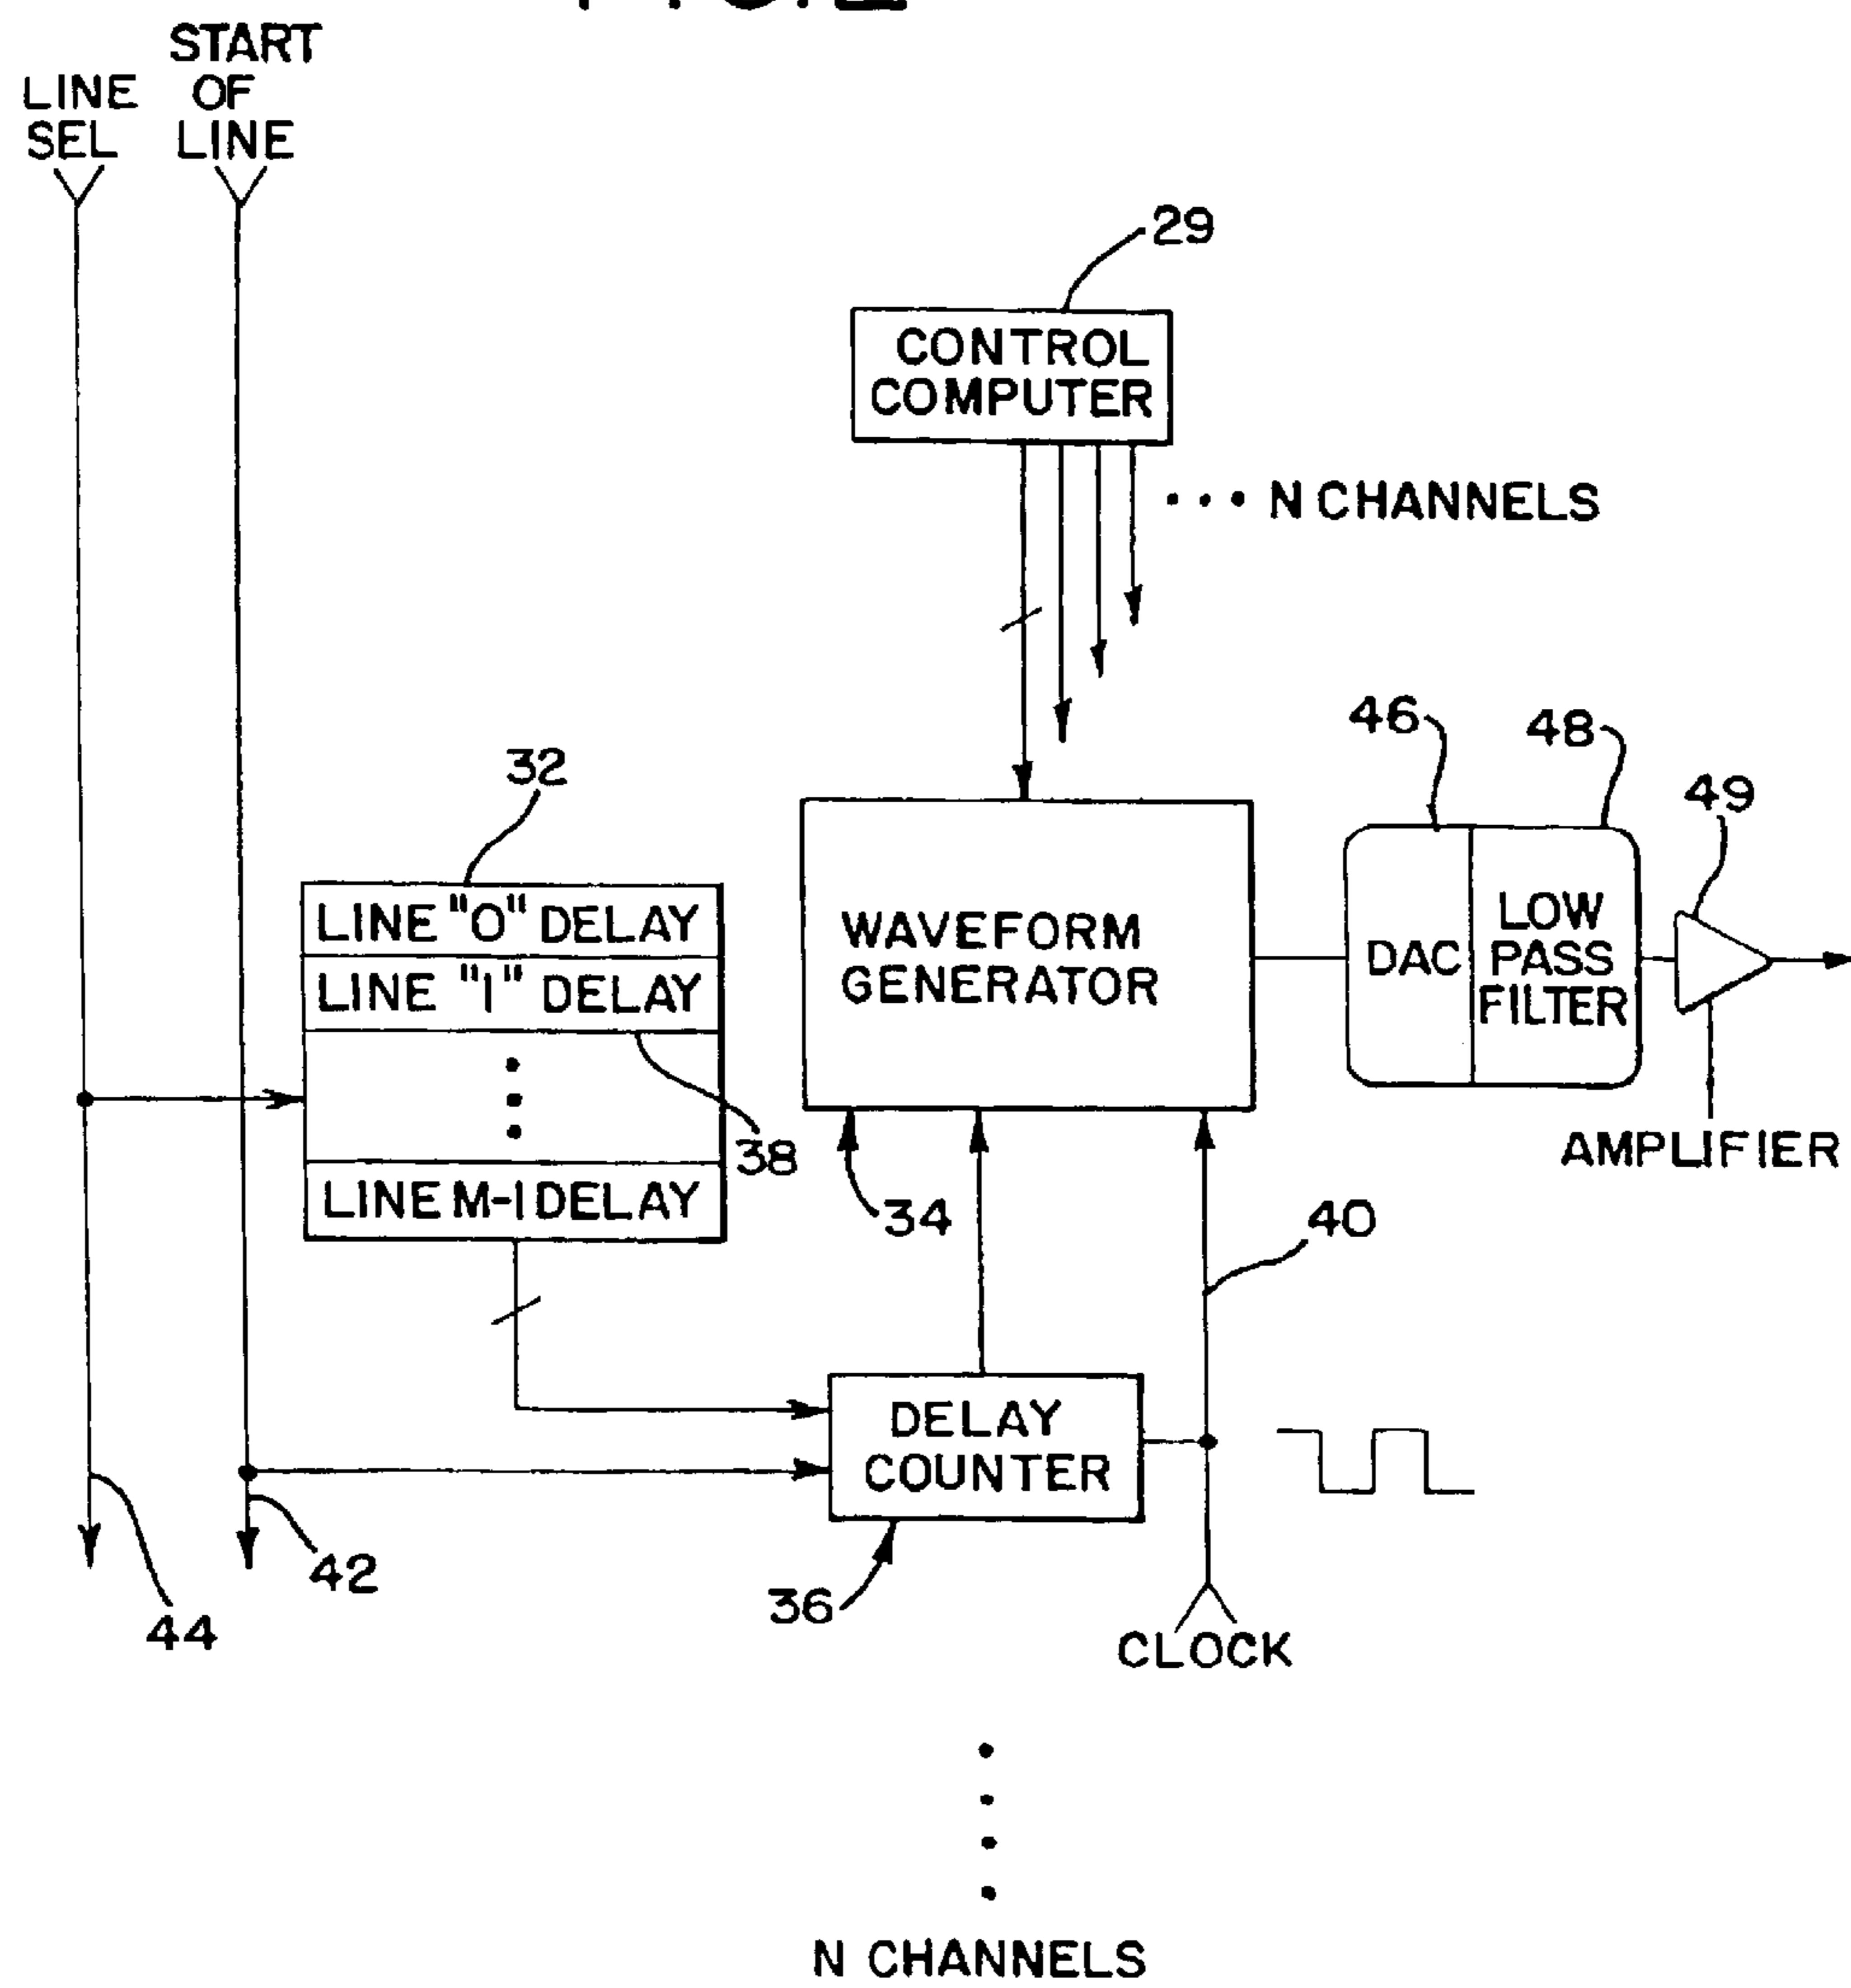 START
OF
LINE
LINE
SEL
29
CONTROL
COMPUTER
••• N CHANNELS
32
46
48
49
LINE "0" DELAY
LINE "1" DELAY
LINE M-1 DELAY
38
WAVEFORM
GENERATOR
DAC
LOW
PASS
FILTER
AMPLIFIER
34
40
DELAY
COUNTER
36
42
44
CLOCK
N CHANNELS